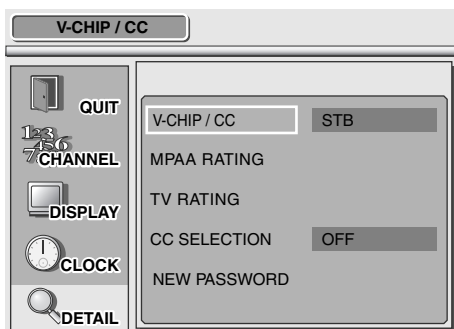 V-CHIP / CC
QUIT
123
456
7
CHANNEL
DISPLAY
CLOCK
DETAIL
V-CHIP / CC STB
MPAA RATING
TV RATING
CC SELECTION OFF
NEW PASSWORD